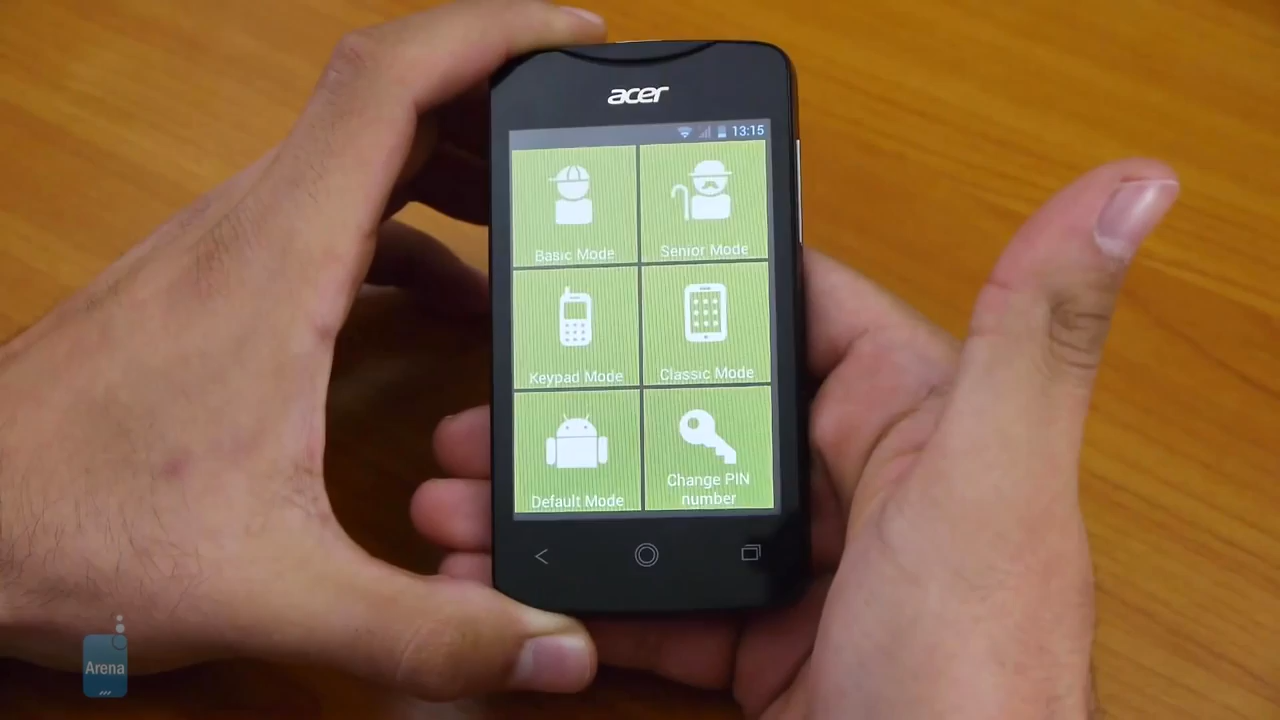 acer
13:15
Basic Mode
Senior Mode
Keypad Mode
Classic Mode
Default Mode
Change PIN
number
Arena